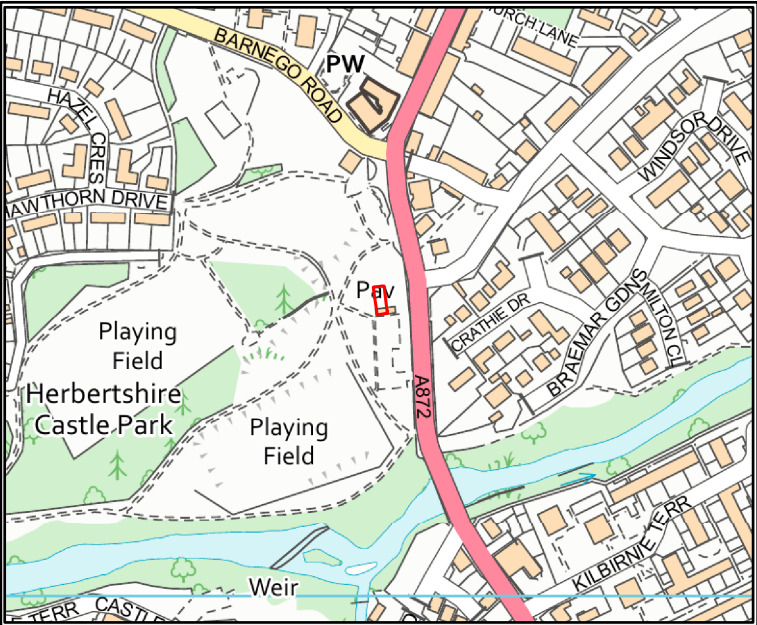 CHURCH LANE
BARNEGO ROAD
PW
HAZEL CRES
WINDSOR DRIVE
HAWTHORN DRIVE
Pav
Playing
Field
CRATHIE DR
BRAEMAR GDNS
MILTON CL
Herbertshire
Castle Park
A872
Playing
Field
KILBIRNIE TERR
Weir
E TERR
CASTLE